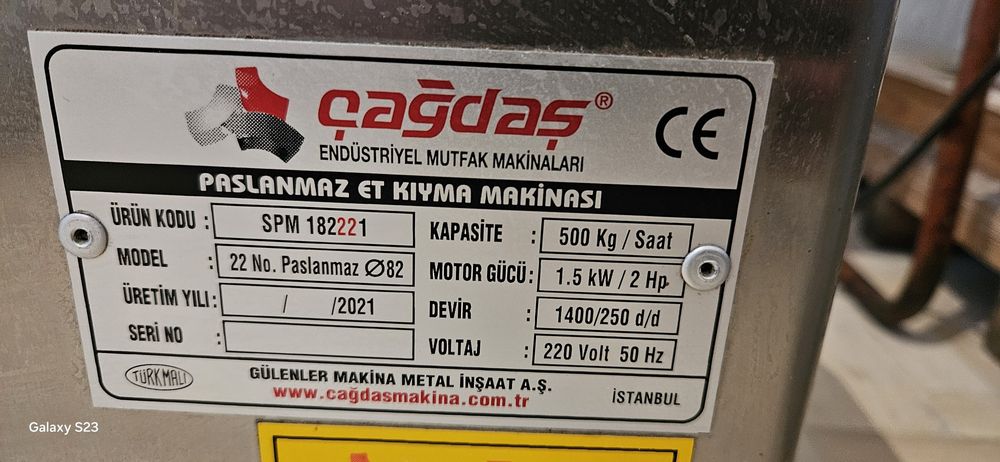 çağdaş®
CE
ENDÜSTRİYEL MUTFAK MAKİNALARI
PASLANMAZ ET KIYMA MAKİNASI
ÜRÜN KODU : SPM 182221
MODEL : 22 No. Paslanmaz Ø82
ÜRETİM YILI : / /2021
SERİ NO :
KAPASİTE : 500 Kg / Saat
MOTOR GÜCÜ : 1.5 kW / 2 Hp
DEVİR : 1400/250 d/d
VOLTAJ : 220 Volt 50 Hz
TÜRK MALI
GÜLENLER MAKİNA METAL İNŞAAT A.Ş.
www.cağdasmakina.com.tr
İSTANBUL
Galaxy S23